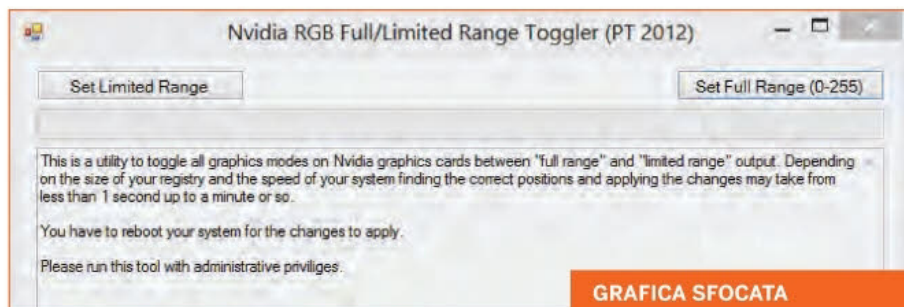 Nvidia RGB Full/Limited Range Toggler (PT 2012)
Set Limited Range
Set Full Range (0-255)
This is a utility to toggle all graphics modes on Nvidia graphics cards between "full range" and "limited range" output. Depending
on the size of your registry and the speed of your system finding the correct positions and applying the changes may take from
less than 1 second up to a minute or so.
You have to reboot your system for the changes to apply.
Please run this tool with administrative priviliges.
GRAFICA SFOCATA